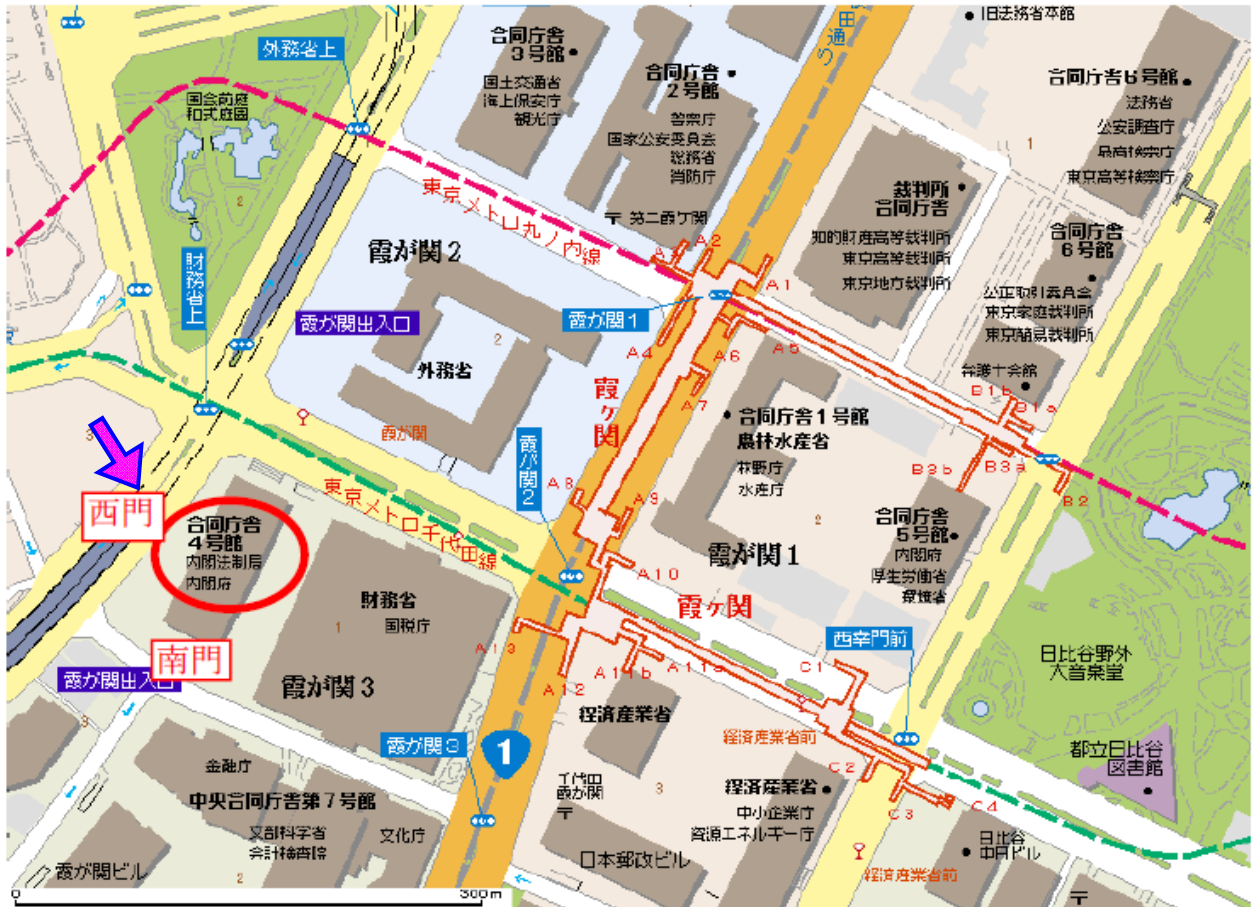 合同庁舎
3号館
国土交通省
海上保安庁
観光庁
外務省上
国会前庭
和式庭園
2
合同庁舎
2号館
警察庁
国家公安委員会
総務省
消防庁
〒 第二霞ケ関
田通り
旧法務省本館
合同庁舎6号館
法務省
公安調査庁
最高検察庁
東京高等検察庁
1
裁判所
合同庁舎
知的財産高等裁判所
東京高等裁判所
東京地方裁判所
合同庁舎
6号館
公正取引委員会
東京家庭裁判所
東京簡易裁判所
弁護士会館
東京メトロ丸ノ内線
霞が関2
財務省上
霞が関出入口
霞が関1
A2
A1
A4
A6
A5
A7
2
外務省
霞が関
霞ケ関
霞が関2
合同庁舎1号館
農林水産省
林野庁
水産庁
2
B1b
B1a
B3b
B3a
B2
3
西門
合同庁舎
4号館
内閣法制局
内閣府
東京メトロ千代田線
A8
A9
A10
霞が関1
合同庁舎
5号館
内閣府
厚生労働省
環境省
財務省
国税庁
1
南門
霞が関出入口
霞が関3
霞ケ関
A13
A12
A14b
A11a
C1
西幸門前
日比谷野外
大音楽堂
経済産業省
経済産業省前
都立日比谷
図書館
3
霞が関3
1
C2
C3
C4
金融庁
中央合同庁舎第7号館
文部科学省
会計検査院
文化庁
千代田
霞が関
〒
3
経済産業省
中小企業庁
資源エネルギー庁
日本郵政ビル
日比谷
中日ビル
経済産業省前
〒
霞が関ビル
2
0
300m